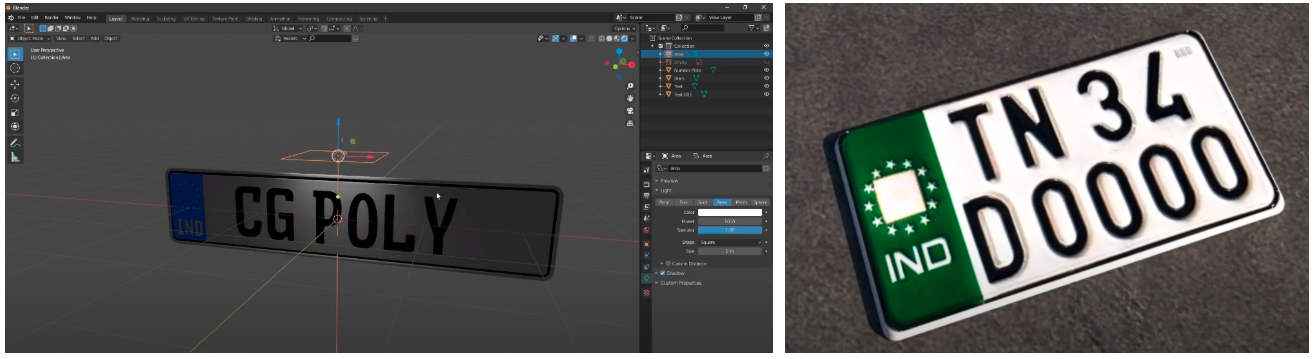 Blender
File Edit Render Window Help Layout Modeling Sculpting UV Editing Texture Paint Shading Animation Rendering Compositing Scripting +
Scene
View Layer
Global
Options
Object Mode View Select Add Object
User Perspective
(1) Collection | Area
Scene Collection
Collection
Area
Empty
Number Plate
Text
Text.001
Area Area
Area
Preview
Light
Point Sun Spot Area
Color
Power 10 W
Specular 1.00
Shape Square
Size 1 m
Custom Distance
Shadow
Custom Properties
CG POLY
IND
TN 34
D0000
IND